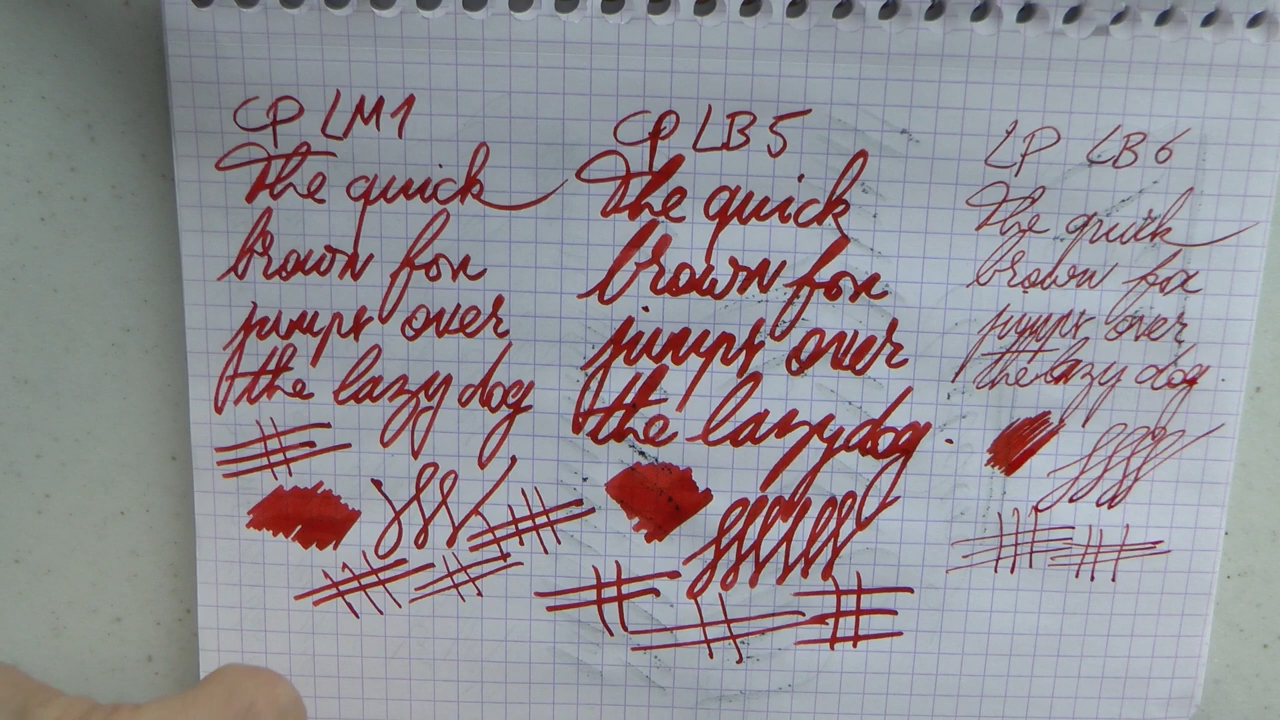 CP LM1
The quick
brown fox
jumps over
the lazy dog
CP LB5
The quick
brown fox
jumps over
the lazy dog.
LP LB6
The quick
brown fox
jumps over
the lazy dog